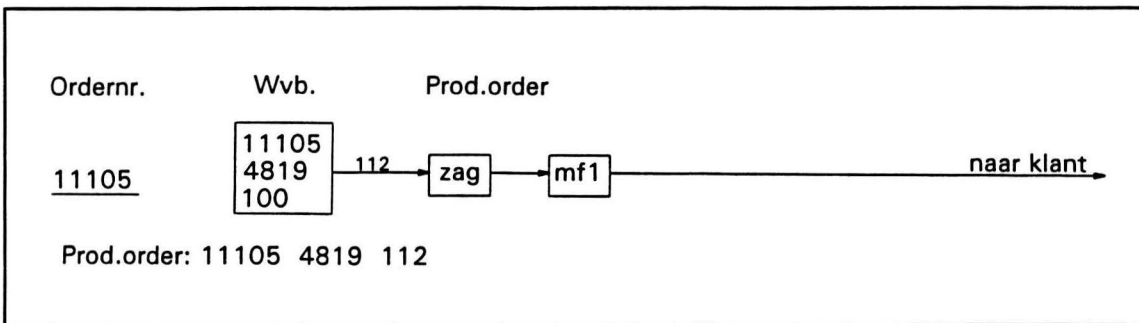 Ordernr. Wvb. Prod.order
11105
4819
100
11105
112
zag
mf1
naar klant
Prod.order: 11105 4819 112